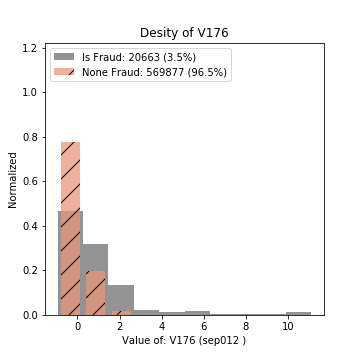 Desity of V176
Is Fraud: 20663 (3.5%)
None Fraud: 569877 (96.5%)
1.2
1.0
0.8
0.6
0.4
0.2
0.0
Normalized
0 2 4 6 8 10
Value of: V176 (sep012 )